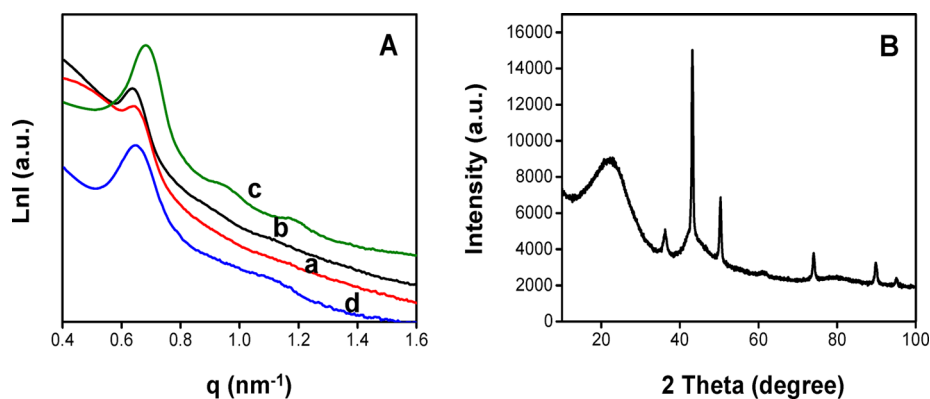 A
LnI (a.u.)
c
b
a
d
0.4 0.6 0.8 1.0 1.2 1.4 1.6
q (nm-1)
B
Intensity (a.u.)
16000
14000
12000
10000
8000
6000
4000
2000
0
20 40 60 80 100
2 Theta (degree)